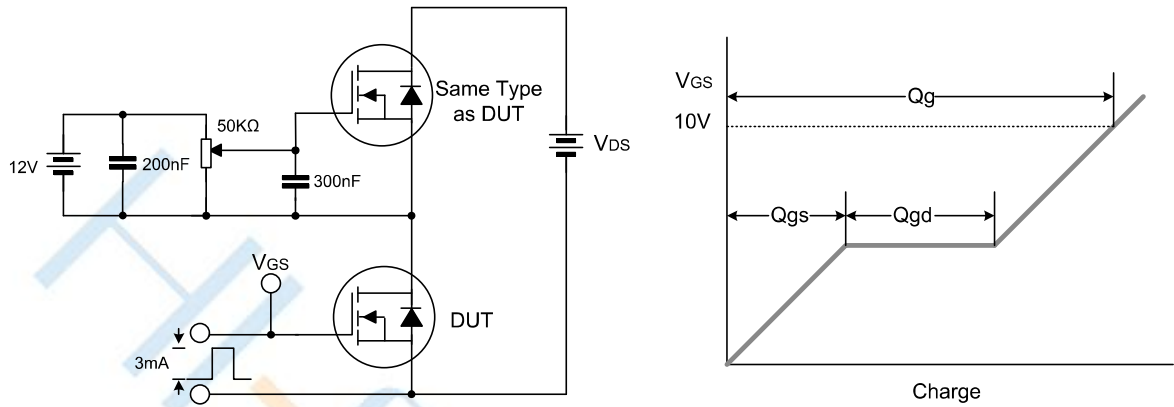 12V
200nF
50KΩ
300nF
Same Type
as DUT
VDS
VGS
DUT
3mA
VGS
10V
Qg
Qgs
Qgd
Charge